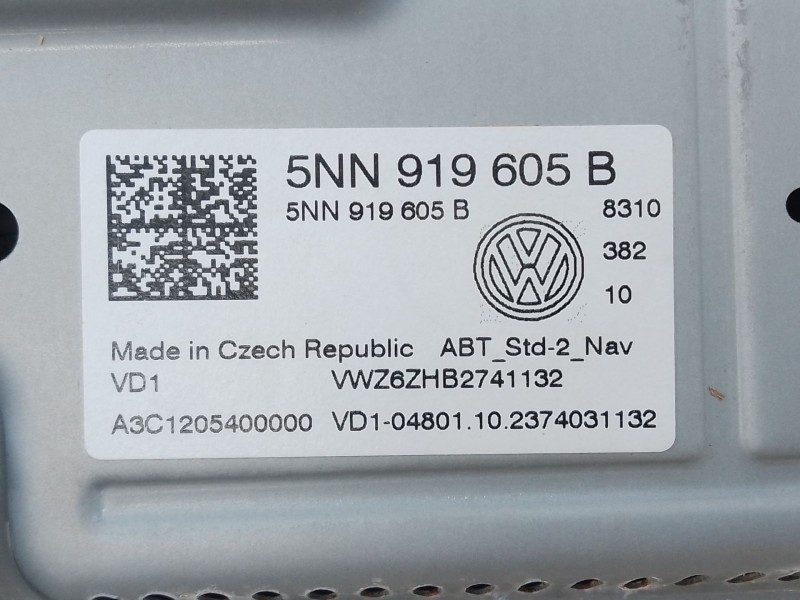 5NN 919 605 B
5NN 919 605 B 8310
382
10
Made in Czech Republic ABT_Std-2_Nav
VD1 VWZ6ZHB2741132
A3C1205400000 VD1-04801.10.2374031132